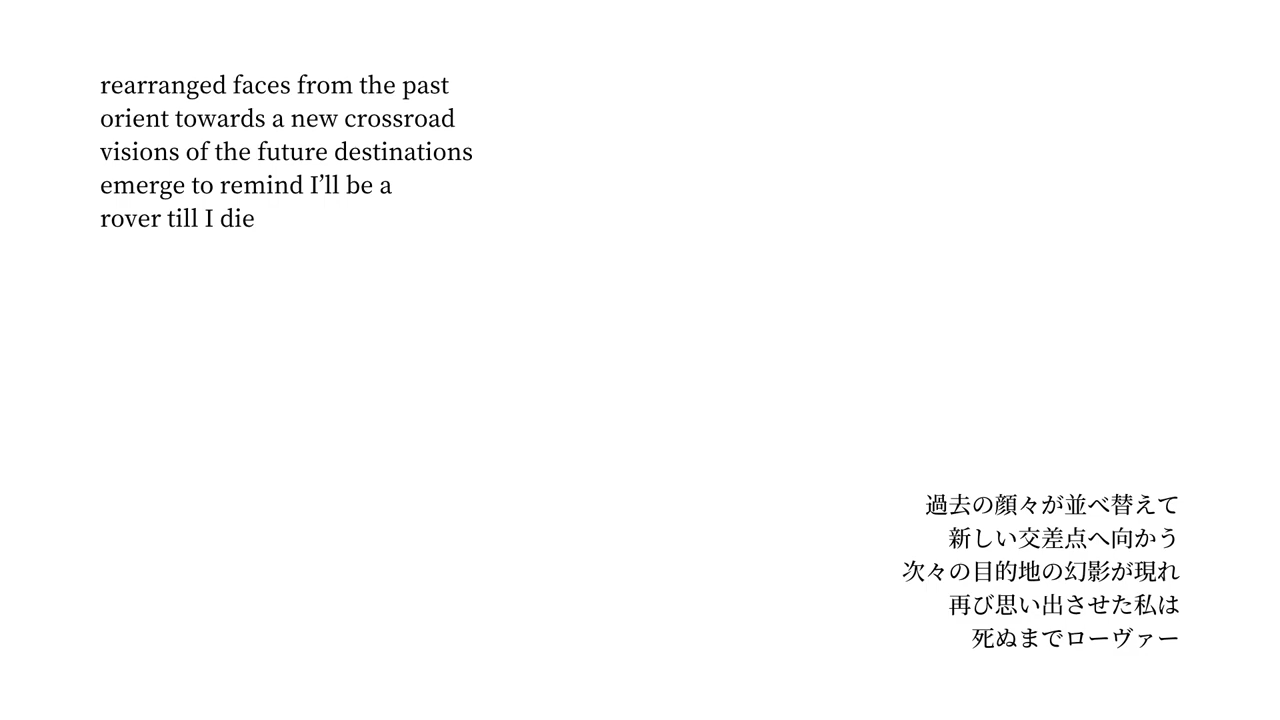 rearranged faces from the past
orient towards a new crossroad
visions of the future destinations
emerge to remind I’ll be a
rover till I die
過去の顔々が並べ替えて
新しい交差点へ向かう
次々の目的地の幻影が現れ
再び思い出させた私は
死ぬまでローヴァー